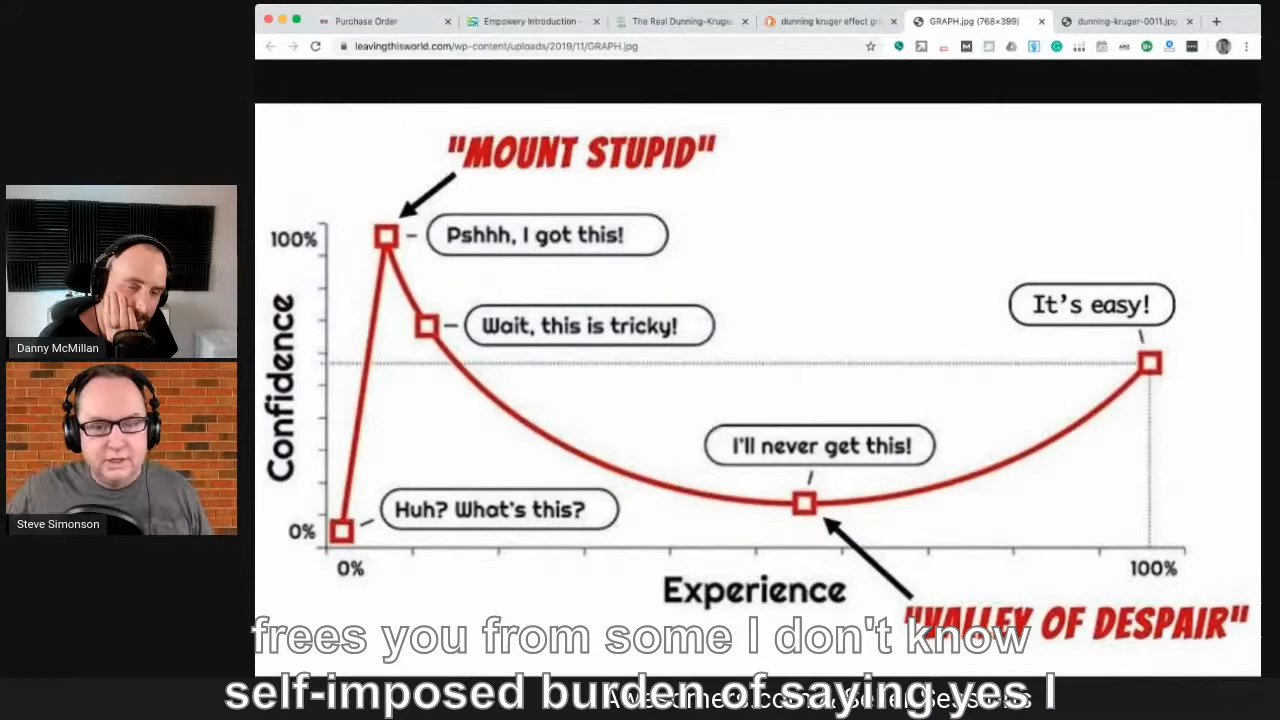 Purchase Order
Empowery Introduction -
The Real Dunning-Kruge
dunning kruger effect gra
GRAPH.jpg (768×399)
dunning-kruger-0011.jpg
leavingthisworld.com/wp-content/uploads/2019/11/GRAPH.jpg
"MOUNT STUPID"
100%
Pshhh, I got this!
Wait, this is tricky!
It's easy!
Confidence
I'll never get this!
Huh? What's this?
0%
0%
100%
Experience
"VALLEY OF DESPAIR"
Danny McMillan
Steve Simonson
frees you from some I don't know
self-imposed burden of saying yes I